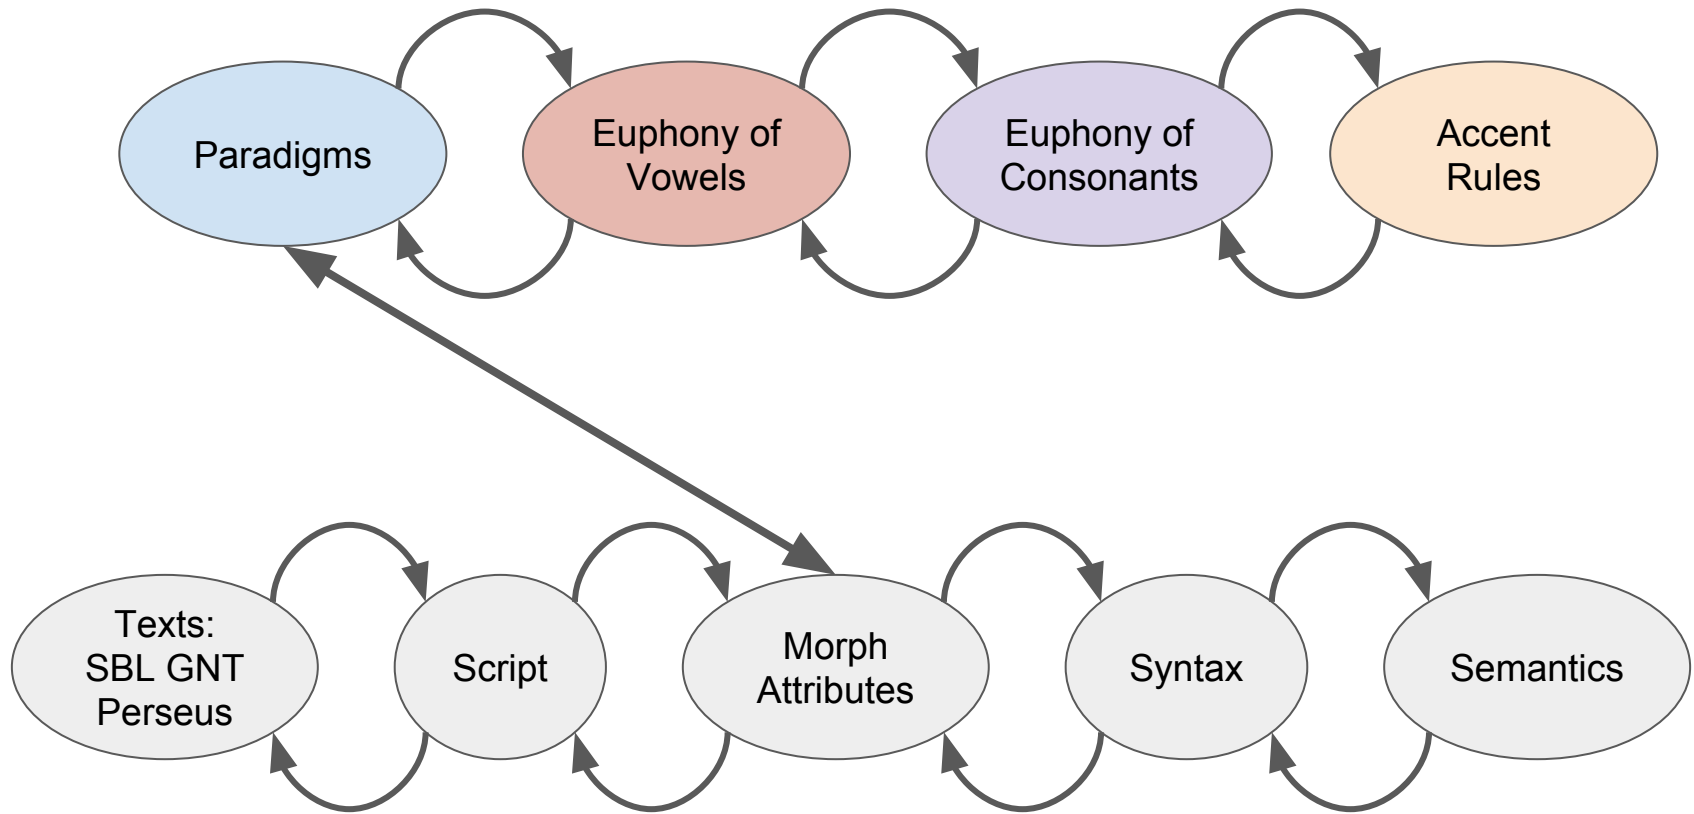 Paradigms
Euphony of
Vowels
Euphony of
Consonants
Accent
Rules
Texts:
SBL GNT
Perseus
Script
Morph
Attributes
Syntax
Semantics